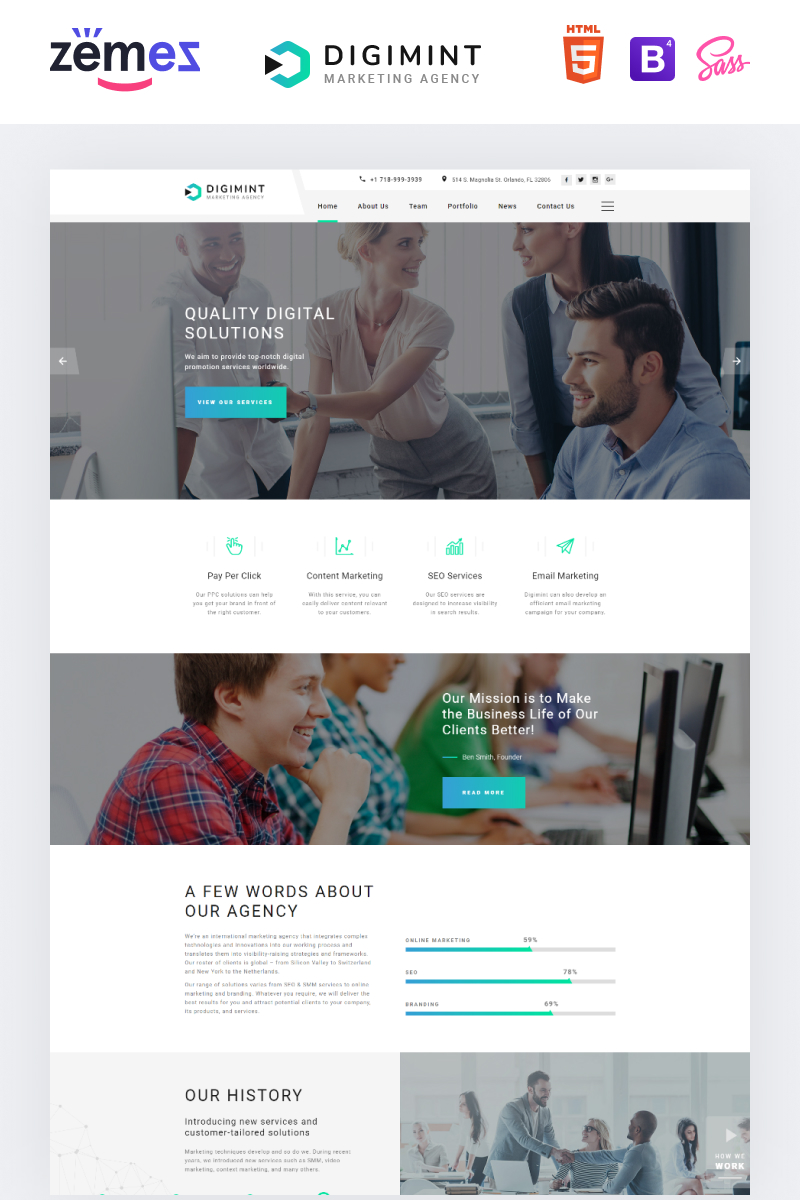 zemez
DIGIMINT
MARKETING AGENCY
HTML
5
B4
Sass
DIGIMINT
MARKETING AGENCY
+1 718-999-3939
514 S. Magnolia St. Orlando, FL 32806
f
G+
Home
About Us
Team
Portfolio
News
Contact Us
QUALITY DIGITAL
SOLUTIONS
We aim to provide top-notch digital
promotion services worldwide.
VIEW OUR SERVICES
Pay Per Click
Our PPC solutions can help
you get your brand in front of
the right customer.
Content Marketing
With this service, you can
easily deliver content relevant
to your customers.
SEO Services
Our SEO services are
designed to increase visibility
in search results.
Email Marketing
Digimint can also develop an
efficient email marketing
campaign for your company.
Our Mission is to Make
the Business Life of Our
Clients Better!
Ben Smith, Founder
READ MORE
A FEW WORDS ABOUT
OUR AGENCY
We're an international marketing agency that integrates complex
technologies and innovations into our working process and
translates them into visibility-raising strategies and frameworks.
Our roster of clients is global – from Silicon Valley to Switzerland
and New York to the Netherlands.
Our range of solutions varies from SEO & SMM services to online
marketing and branding. Whatever you require, we will deliver the
best results for you and attract potential clients to your company,
its products, and services.
ONLINE MARKETING
59%
SEO
78%
BRANDING
69%
OUR HISTORY
Introducing new services and
customer-tailored solutions
Marketing techniques develop and so do we. During recent
years, we introduced new services such as SMM, video
marketing, context marketing, and many others.
HOW WE
WORK